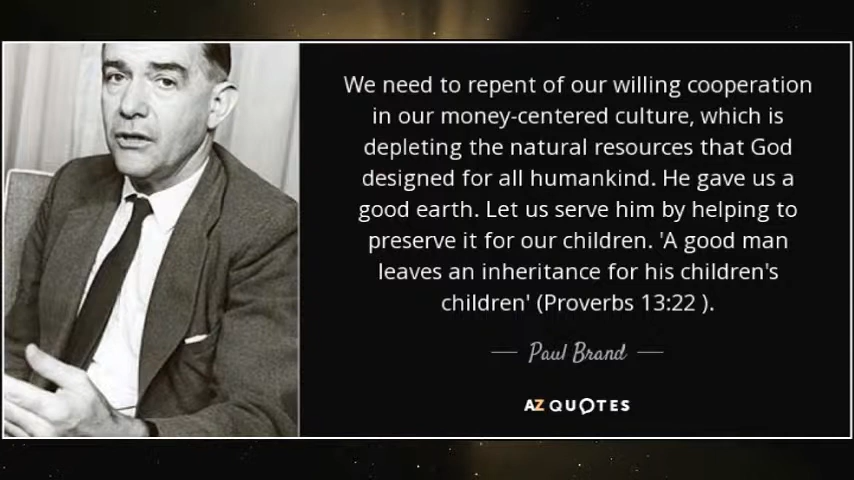 We need to repent of our willing cooperation
in our money-centered culture, which is
depleting the natural resources that God
designed for all humankind. He gave us a
good earth. Let us serve him by helping to
preserve it for our children. 'A good man
leaves an inheritance for his children's
children' (Proverbs 13:22 ).
Paul Brand
AZ QUOTES